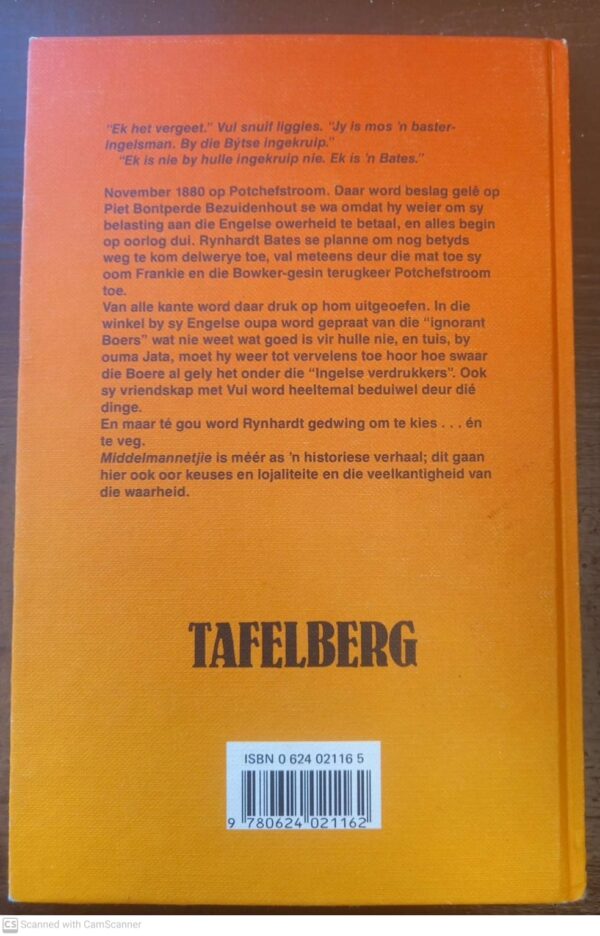 “Ek het vergeet.” Vul snuif liggies. “Jy is mos ’n baster-
ingelsman. By die Bytse ingekruip.”
“Ek is nie by hulle ingekruip nie. Ek is ’n Bates.”
November 1880 op Potchefstroom. Daar word beslag gelê op
Piet Bontperde Bezuidenhout se wa omdat hy weier om sy
belasting aan die Engelse owerheid te betaal, en alles begin
op oorlog dui. Rynhardt Bates se planne om nog betyds
weg te kom delwerye toe, val meteens deur die mat toe sy
oom Frankie en die Bowker-gesin terugkeer Potchefstroom
toe.
Van alle kante word daar druk op hom uitgeoefen. In die
winkel by sy Engelse oupa word gepraat van die “ignorant
Boers” wat nie weet wat goed is vir hulle nie, en tuis, by
ouma Jata, moet hy weer tot vervelens toe hoor hoe swaar
die Boere al gely het onder die “Ingelse verdrukkers”. Ook
sy vriendskap met Vul word heeltemal beduiwel deur dié
dinge.
En maar té gou word Rynhardt gedwing om te kies . . . én
te veg.
Middelmannetjie is méér as ’n historiese verhaal; dit gaan
hier ook oor keuses en lojaliteite en die veelkantigheid van
die waarheid.
TAFELBERG
ISBN 0 624 02116 5
9 780624 021162
CS Scanned with CamScanner